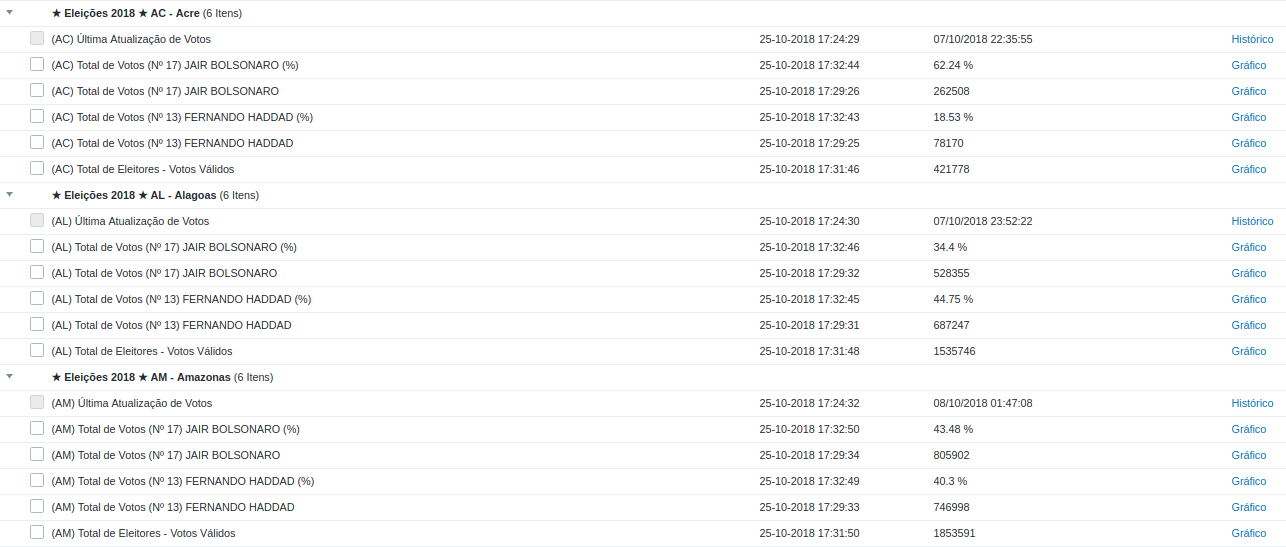 ★ Eleições 2018 ★ AC - Acre (6 Itens)
(AC) Última Atualização de Votos 25-10-2018 17:24:29 07/10/2018 22:35:55 Histórico
(AC) Total de Votos (Nº 17) JAIR BOLSONARO (%) 25-10-2018 17:32:44 62.24 % Gráfico
(AC) Total de Votos (Nº 17) JAIR BOLSONARO 25-10-2018 17:29:26 262508 Gráfico
(AC) Total de Votos (Nº 13) FERNANDO HADDAD (%) 25-10-2018 17:32:43 18.53 % Gráfico
(AC) Total de Votos (Nº 13) FERNANDO HADDAD 25-10-2018 17:29:25 78170 Gráfico
(AC) Total de Eleitores - Votos Válidos 25-10-2018 17:31:46 421778 Gráfico
★ Eleições 2018 ★ AL - Alagoas (6 Itens)
(AL) Última Atualização de Votos 25-10-2018 17:24:30 07/10/2018 23:52:22 Histórico
(AL) Total de Votos (Nº 17) JAIR BOLSONARO (%) 25-10-2018 17:32:46 34.4 % Gráfico
(AL) Total de Votos (Nº 17) JAIR BOLSONARO 25-10-2018 17:29:32 528355 Gráfico
(AL) Total de Votos (Nº 13) FERNANDO HADDAD (%) 25-10-2018 17:32:45 44.75 % Gráfico
(AL) Total de Votos (Nº 13) FERNANDO HADDAD 25-10-2018 17:29:31 687247 Gráfico
(AL) Total de Eleitores - Votos Válidos 25-10-2018 17:31:48 1535746 Gráfico
★ Eleições 2018 ★ AM - Amazonas (6 Itens)
(AM) Última Atualização de Votos 25-10-2018 17:24:32 08/10/2018 01:47:08 Histórico
(AM) Total de Votos (Nº 17) JAIR BOLSONARO (%) 25-10-2018 17:32:50 43.48 % Gráfico
(AM) Total de Votos (Nº 17) JAIR BOLSONARO 25-10-2018 17:29:34 805902 Gráfico
(AM) Total de Votos (Nº 13) FERNANDO HADDAD (%) 25-10-2018 17:32:49 40.3 % Gráfico
(AM) Total de Votos (Nº 13) FERNANDO HADDAD 25-10-2018 17:29:33 746998 Gráfico
(AM) Total de Eleitores - Votos Válidos 25-10-2018 17:31:50 1853591 Gráfico